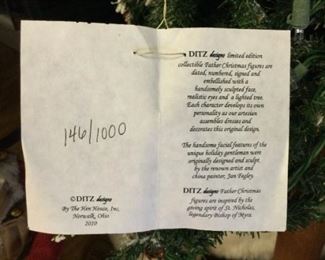 146/1000
©DITZ designs
By The Hen House, Inc.
Norwalk, Ohio
2010
DITZ designs limited edition
collectible Father Christmas figures are
dated, numbered, signed and
embellished with a
handsomely sculpted face,
realistic eyes and a lighted tree.
Each character develops its own
personality as our artesian
assembles dresses and
decorates this original design.
The handsome facial features of the
unique holiday gentleman were
originally designed and sculpt.
by the renown artist and
china painter, Jan Fegley.
DITZ designs Father Christmas
figures are inspired by the
giving spirit of St. Nicholas,
legendary Bishop of Myra.